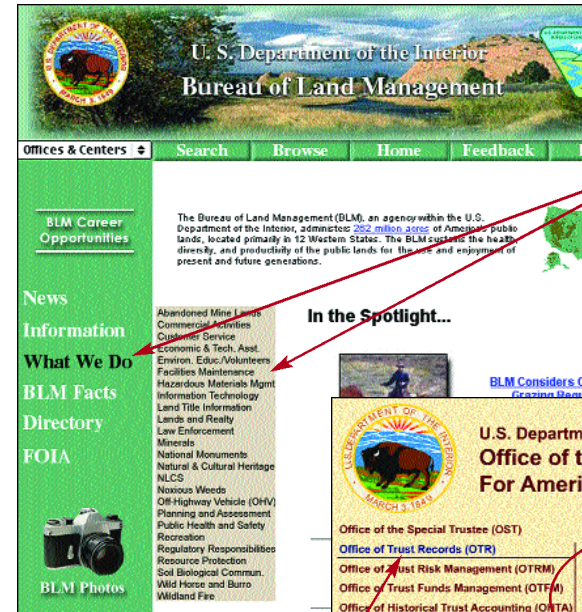 U. S. Department of the Interior
Bureau of Land Management
U.S. DEPARTMENT OF THE INTERIOR
MARCH 3, 1849
Offices & Centers
Search
Browse
Home
Feedback
BLM Career
Opportunities
The Bureau of Land Management (BLM), an agency within the U.S.
Department of the Interior, administers 262 million acres of America's public
lands, located primarily in 12 Western States. The BLM sustains the health,
diversity, and productivity of the public lands for the use and enjoyment of
present and future generations.
News
Information
What We Do
BLM Facts
Directory
FOIA
BLM Photos
Abandoned Mine Lands
Commercial Activities
Customer Service
Economic & Tech. Asst.
Environ. Educ./Volunteers
Facilities Maintenance
Hazardous Materials Mgmt
Information Technology
Land Title Information
Lands and Realty
Law Enforcement
Minerals
National Monuments
Natural & Cultural Heritage
NLCS
Noxious Weeds
Off-Highway Vehicle (OHV)
Planning and Assessment
Public Health and Safety
Recreation
Regulatory Responsibilities
Resource Protection
Soil Biological Commun.
Wild Horse and Burro
Wildland Fire
In the Spotlight...
BLM Considers
Grazing
U.S. DEPARTMENT OF THE INTERIOR
MARCH 3, 1849
U.S. Departm
Office of t
For Ameri
Office of the Special Trustee (OST)
Office of Trust Records (OTR)
Office of Trust Risk Management (OTRM)
Office of Trust Funds Management (OTFM)
Office of Historical Trust Accounting (OHTA)